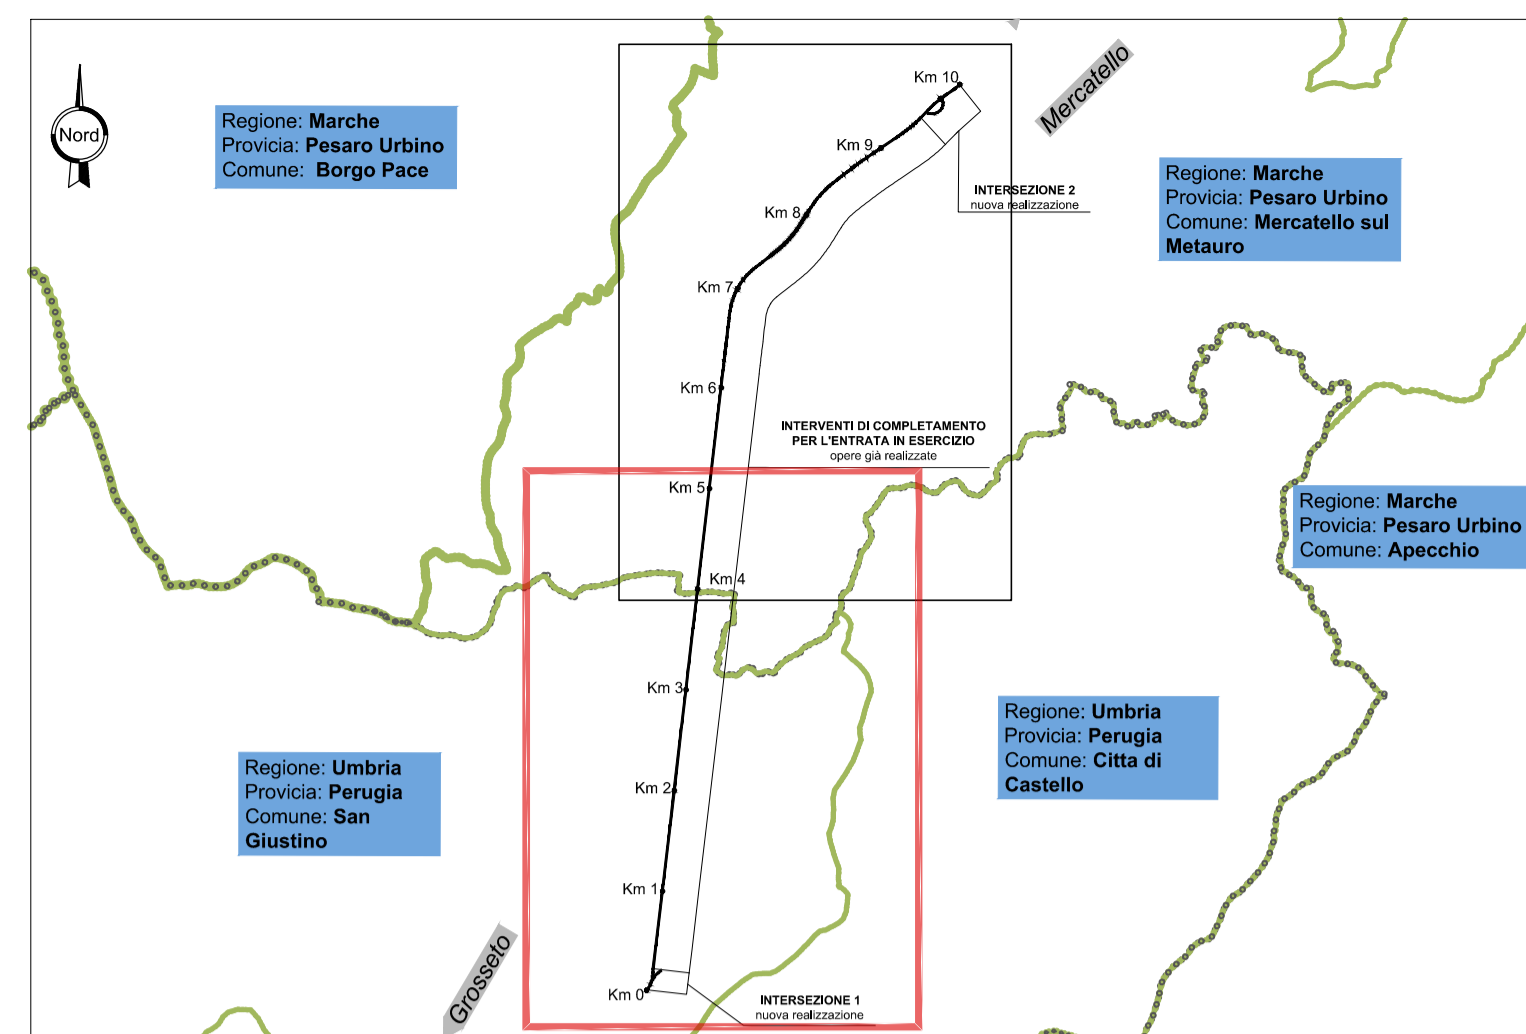 Nord
Regione: Marche
Provicia: Pesaro Urbino
Comune: Borgo Pace
Mercatello
Km 10
Km 9
INTERSEZIONE 2
nuova realizzazione
Regione: Marche
Provicia: Pesaro Urbino
Comune: Mercatello sul
Metauro
Km 8
Km 7
Km 6
INTERVENTI DI COMPLETAMENTO
PER L'ENTRATA IN ESERCIZIO
opere già realizzate
Km 5
Regione: Marche
Provicia: Pesaro Urbino
Comune: Apecchio
Km 4
Km 3
Regione: Umbria
Provicia: Perugia
Comune: Citta di
Castello
Regione: Umbria
Provicia: Perugia
Comune: San
Giustino
Km 2
Km 1
Grosseto
Km 0
INTERSEZIONE 1
nuova realizzazione